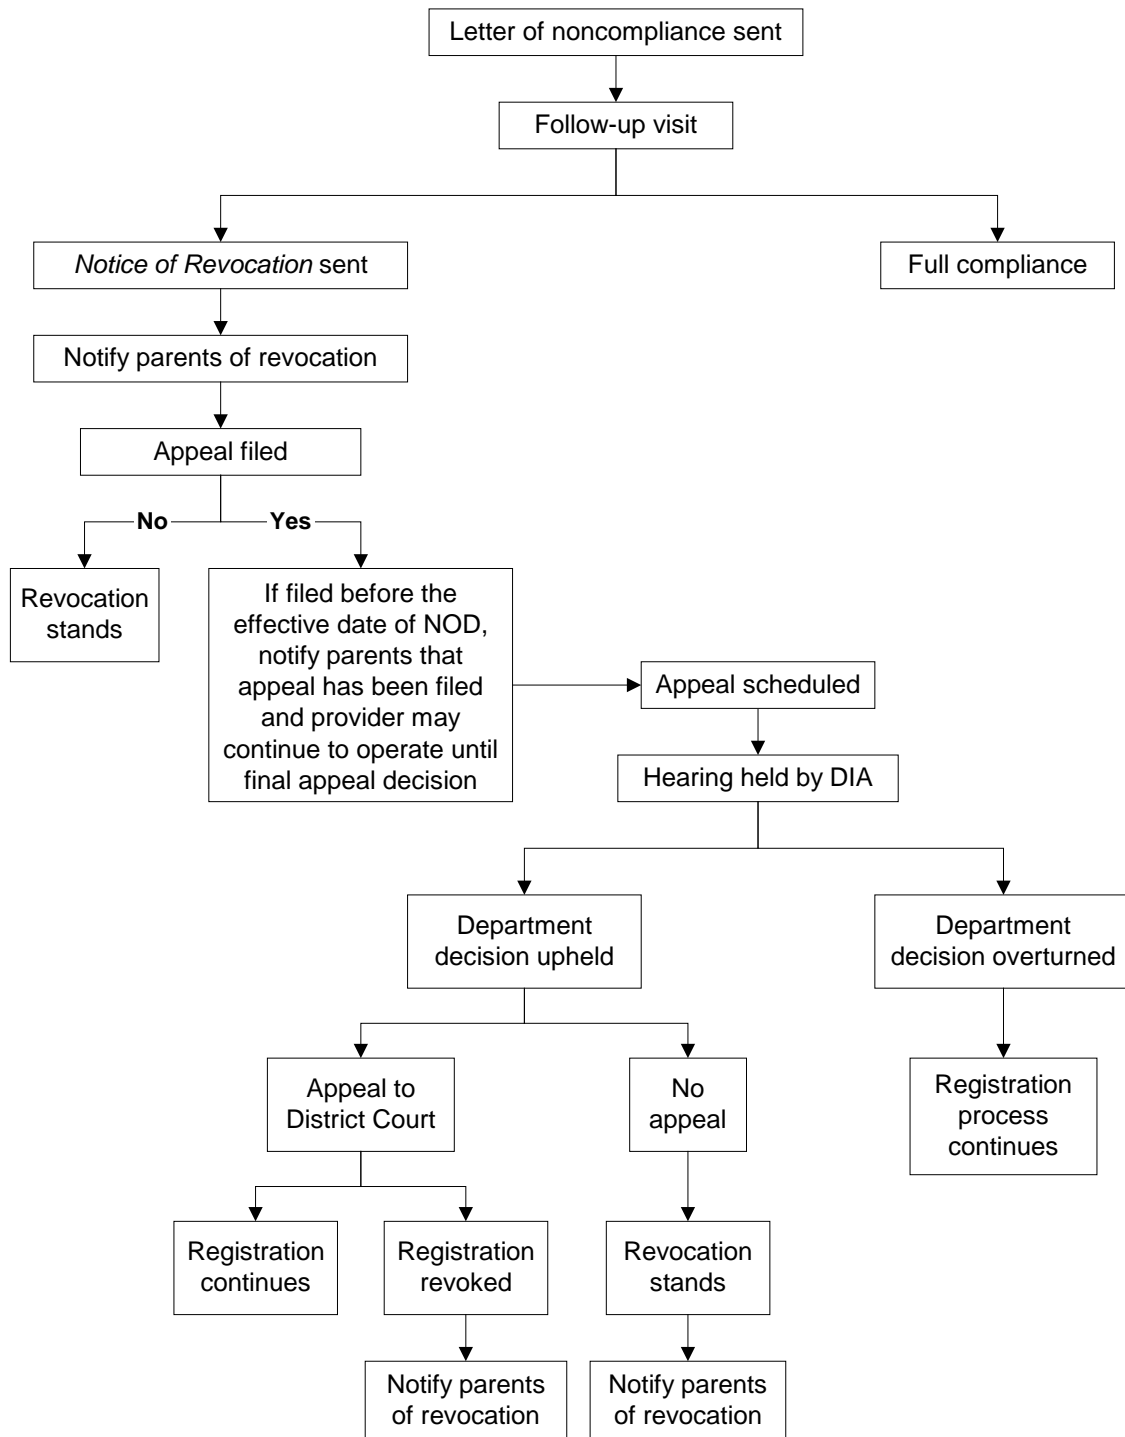 Letter of noncompliance sent
Follow-up visit
Notice of Revocation sent
Full compliance
Notify parents of revocation
Appeal filed
No
Yes
Revocation
stands
If filed before the
effective date of NOD,
notify parents that
appeal has been filed
and provider may
continue to operate until
final appeal decision
Appeal scheduled
Hearing held by DIA
Department
decision upheld
Department
decision overturned
Appeal to
District Court
No
appeal
Registration
process
continues
Registration
continues
Registration
revoked
Revocation
stands
Notify parents
of revocation
Notify parents
of revocation